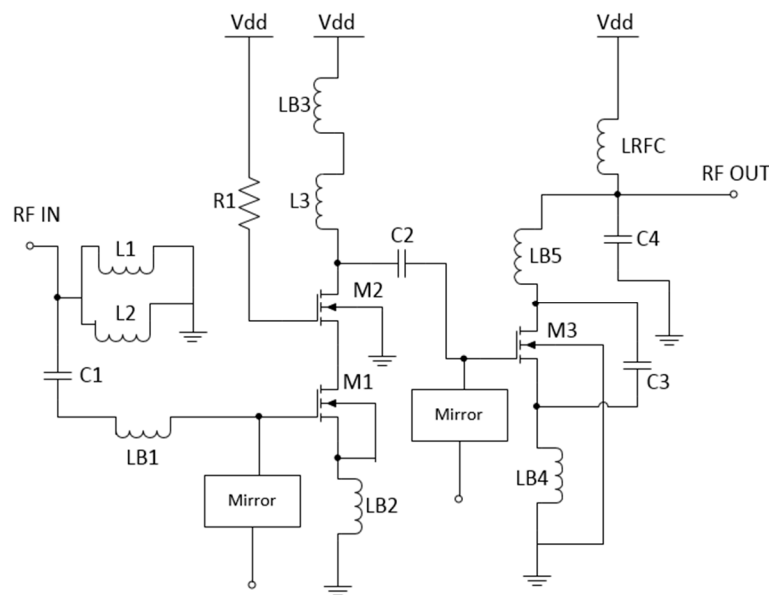 Vdd
Vdd
Vdd
LB3
LRFC
RF OUT
R1
L3
RF IN
L1
C2
C4
LB5
L2
M2
M3
C1
M1
C3
Mirror
LB1
LB4
Mirror
LB2